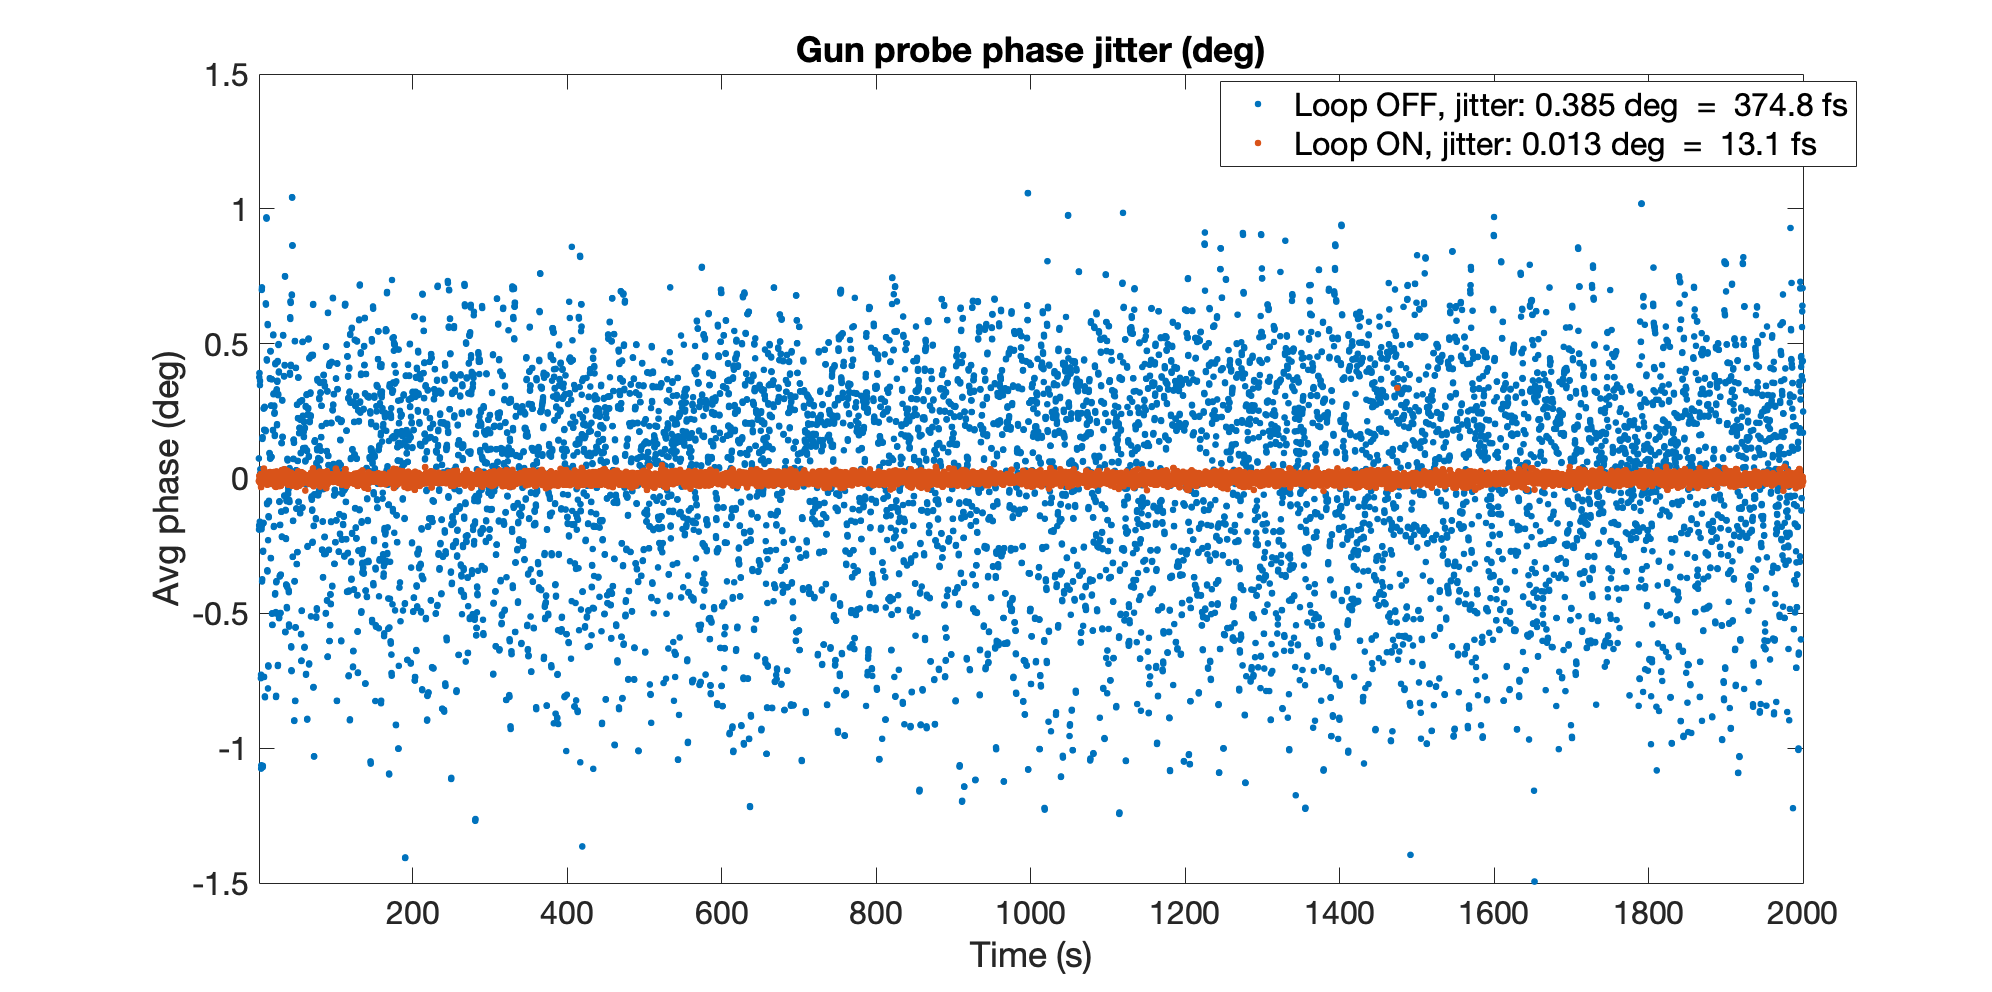 Gun probe phase jitter (deg)
Loop OFF, jitter: 0.385 deg = 374.8 fs
Loop ON, jitter: 0.013 deg = 13.1 fs
Avg phase (deg)
1.5
1
0.5
0
-0.5
-1
-1.5
200 400 600 800 1000 1200 1400 1600 1800 2000
Time (s)